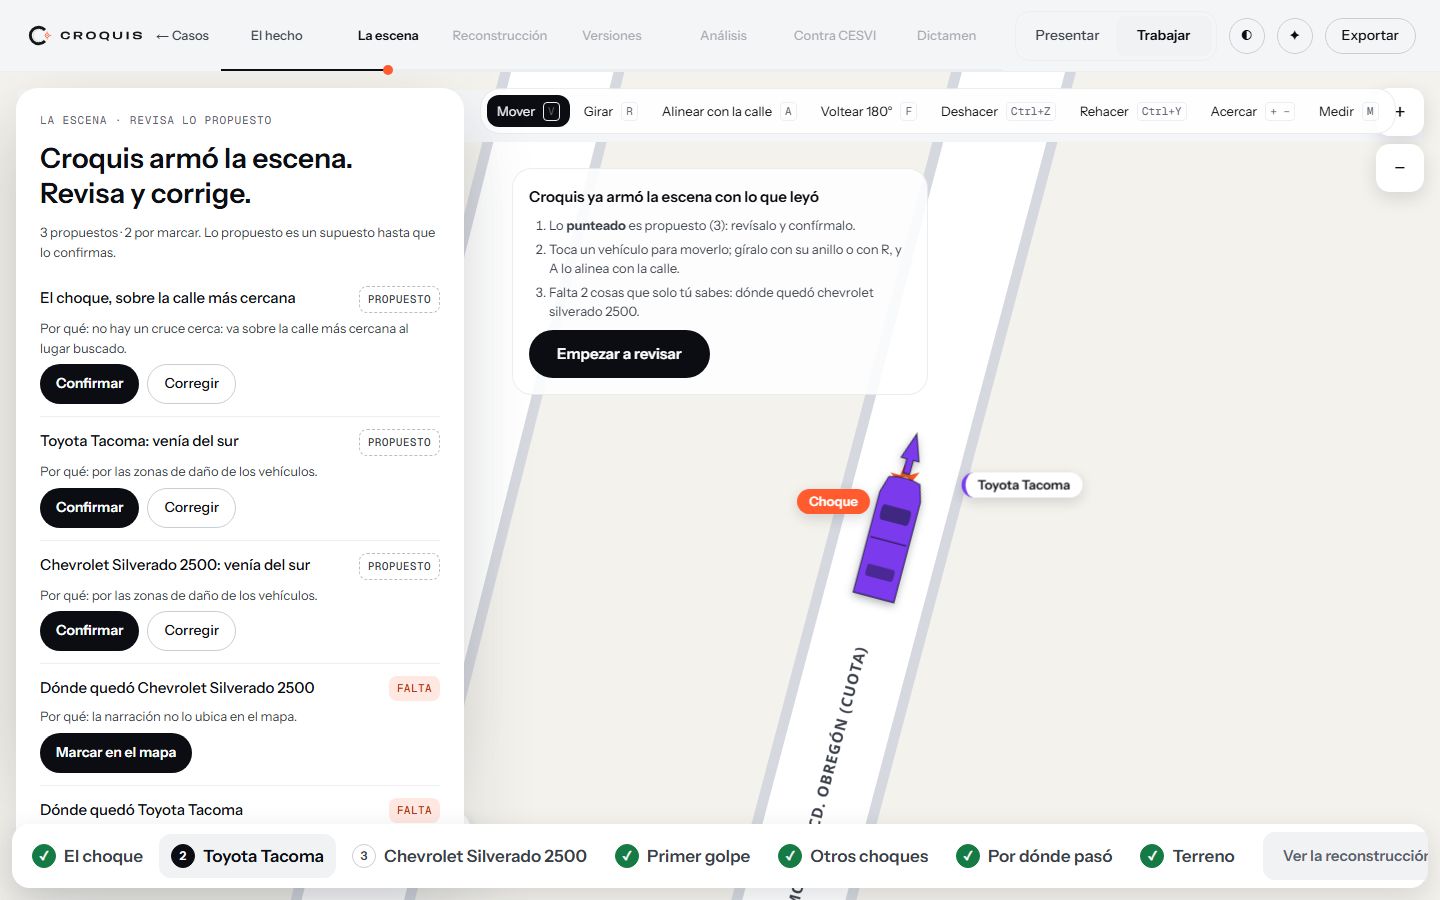 CROQUIS
← Casos
El hecho
La escena
Reconstrucción
Versiones
Análisis
Contra CESVI
Dictamen
Presentar
Trabajar
Exportar
Mover V
Girar R
Alinear con la calle A
Voltear 180° F
Deshacer Ctrl+Z
Rehacer Ctrl+Y
Acercar + −
Medir M
+
−
LA ESCENA · REVISA LO PROPUESTO
Croquis armó la escena.
Revisa y corrige.
3 propuestos · 2 por marcar. Lo propuesto es un supuesto hasta que
lo confirmas.
El choque, sobre la calle más cercana
PROPUESTO
Por qué: no hay un cruce cerca: va sobre la calle más cercana al
lugar buscado.
Confirmar
Corregir
Toyota Tacoma: venía del sur
PROPUESTO
Por qué: por las zonas de daño de los vehículos.
Confirmar
Corregir
Chevrolet Silverado 2500: venía del sur
PROPUESTO
Por qué: por las zonas de daño de los vehículos.
Confirmar
Corregir
Dónde quedó Chevrolet Silverado 2500
FALTA
Por qué: la narración no lo ubica en el mapa.
Marcar en el mapa
Dónde quedó Toyota Tacoma
FALTA
Croquis ya armó la escena con lo que leyó
1. Lo punteado es propuesto (3): revísalo y confírmalo.
2. Toca un vehículo para moverlo; gíralo con su anillo o con R, y
A lo alinea con la calle.
3. Falta 2 cosas que solo tú sabes: dónde quedó chevrolet
silverado 2500.
Empezar a revisar
Choque
Toyota Tacoma
CD. OBREGÓN (CUOTA)
El choque
2 Toyota Tacoma
3 Chevrolet Silverado 2500
Primer golpe
Otros choques
Por dónde pasó
Terreno
Ver la reconstrucción